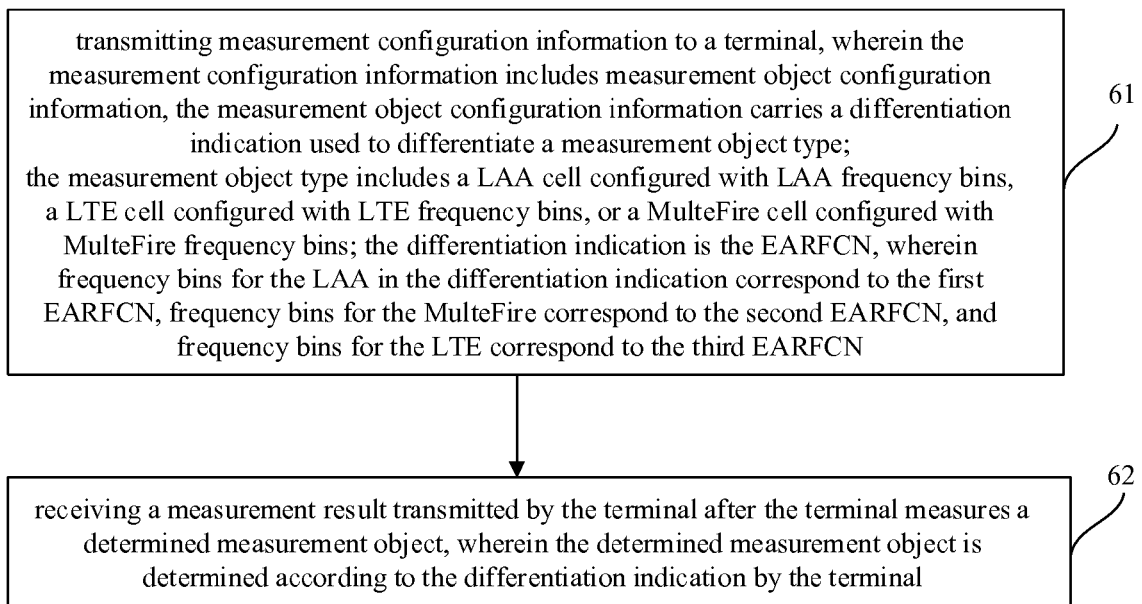 transmitting measurement configuration information to a terminal, wherein the
measurement configuration information includes measurement object configuration
information, the measurement object configuration information carries a differentiation
indication used to differentiate a measurement object type;
the measurement object type includes a LAA cell configured with LAA frequency bins,
a LTE cell configured with LTE frequency bins, or a MulteFire cell configured with
MulteFire frequency bins; the differentiation indication is the EARFCN, wherein
frequency bins for the LAA in the differentiation indication correspond to the first
EARFCN, frequency bins for the MulteFire correspond to the second EARFCN, and
frequency bins for the LTE correspond to the third EARFCN
61
receiving a measurement result transmitted by the terminal after the terminal measures a
determined measurement object, wherein the determined measurement object is
determined according to the differentiation indication by the terminal
62